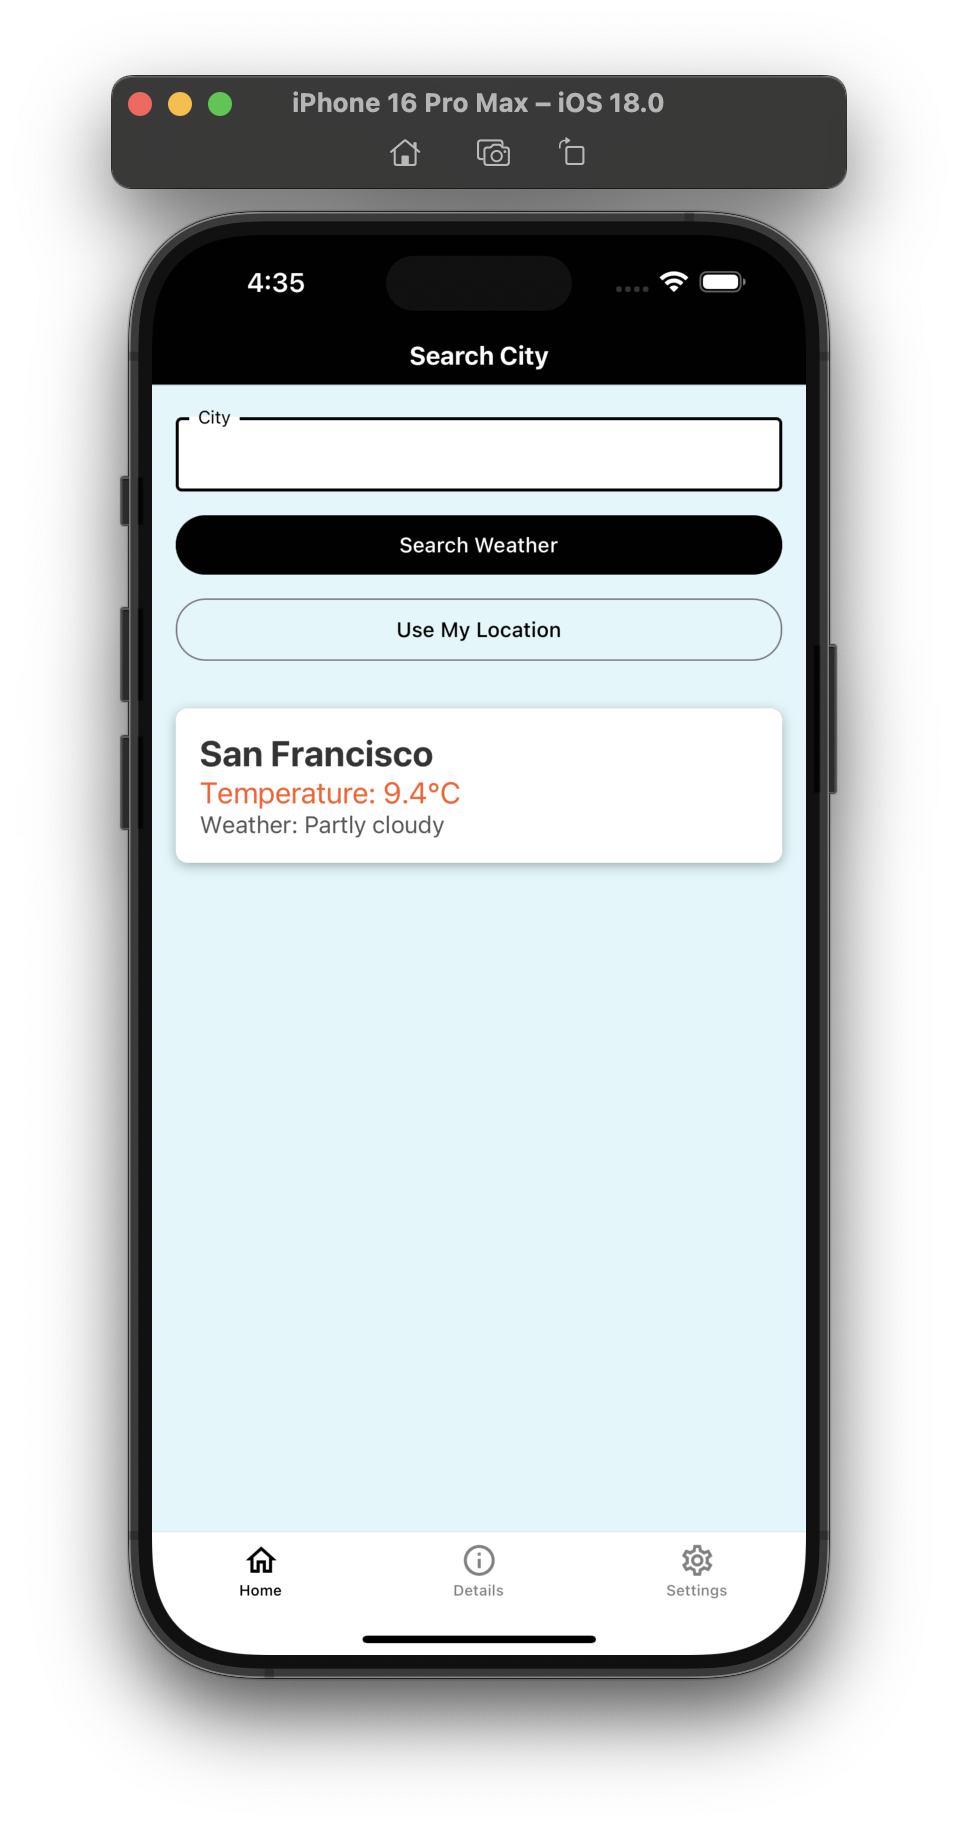 iPhone 16 Pro Max – iOS 18.0
4:35
Search City
City
Search Weather
Use My Location
San Francisco
Temperature: 9.4°C
Weather: Partly cloudy
Home
Details
Settings